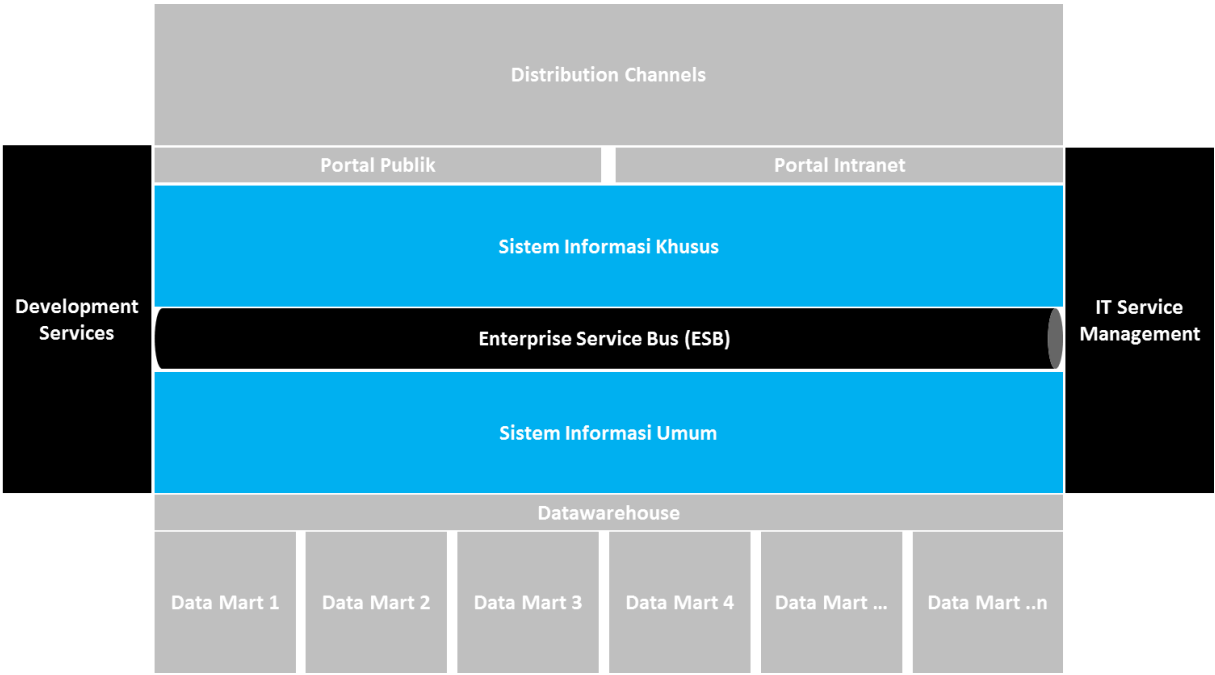 Distribution Channels
Portal Publik
Portal Intranet
Sistem Informasi Khusus
Development
Services
Enterprise Service Bus (ESB)
IT Service
Management
Sistem Informasi Umum
Datawarehouse
Data Mart 1
Data Mart 2
Data Mart 3
Data Mart 4
Data Mart ...
Data Mart ..n